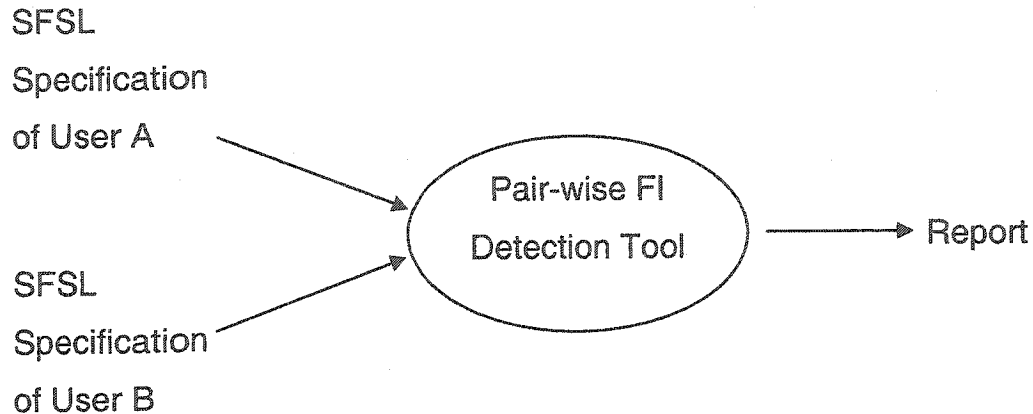 SFSL
Specification
of User A
Pair-wise FI
Detection Tool
Report
SFSL
Specification
of User B